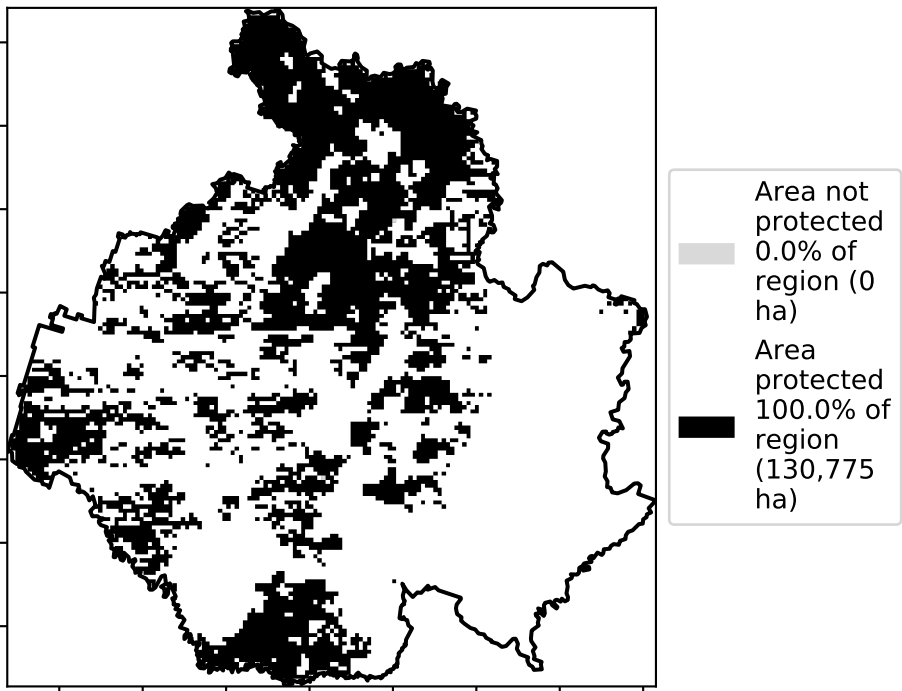 Area not
protected
0.0% of
region (0
ha)
Area
protected
100.0% of
region
(130,775
ha)